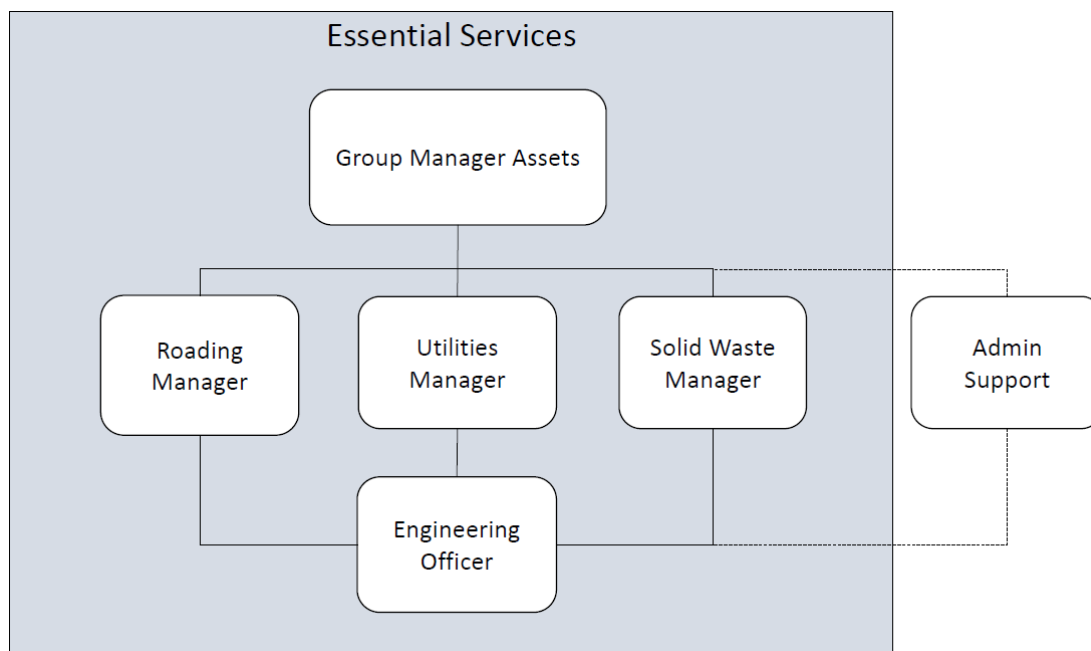 Essential Services
Group Manager Assets
Roading
Manager
Utilities
Manager
Solid Waste
Manager
Admin
Support
Engineering
Officer